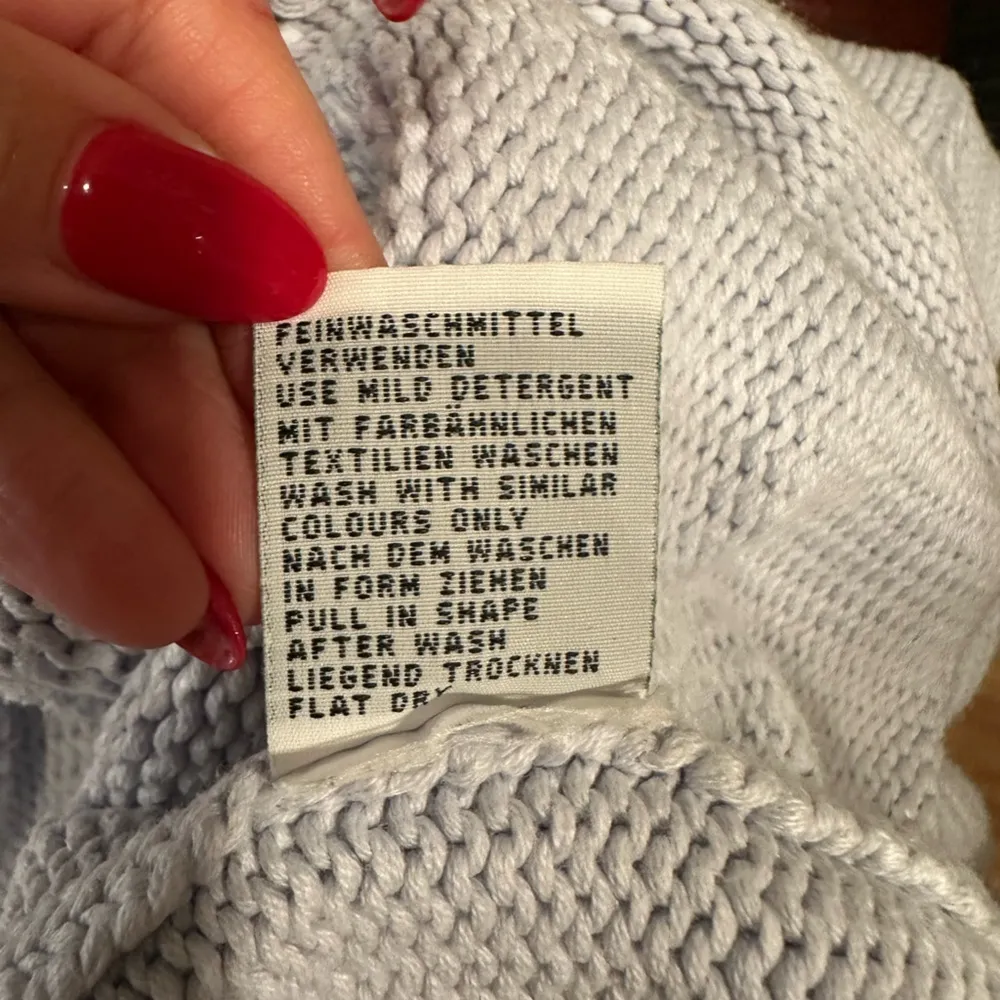 FEINWASCHMITTEL
VERWENDEN
USE MILD DETERGENT
MIT FARBÄHNLICHEN
TEXTILIEN WASCHEN
WASH WITH SIMILAR
COLOURS ONLY
NACH DEM WASCHEN
IN FORM ZIEHEN
PULL IN SHAPE
AFTER WASH
LIEGEND TROCKNEN
FLAT DRY